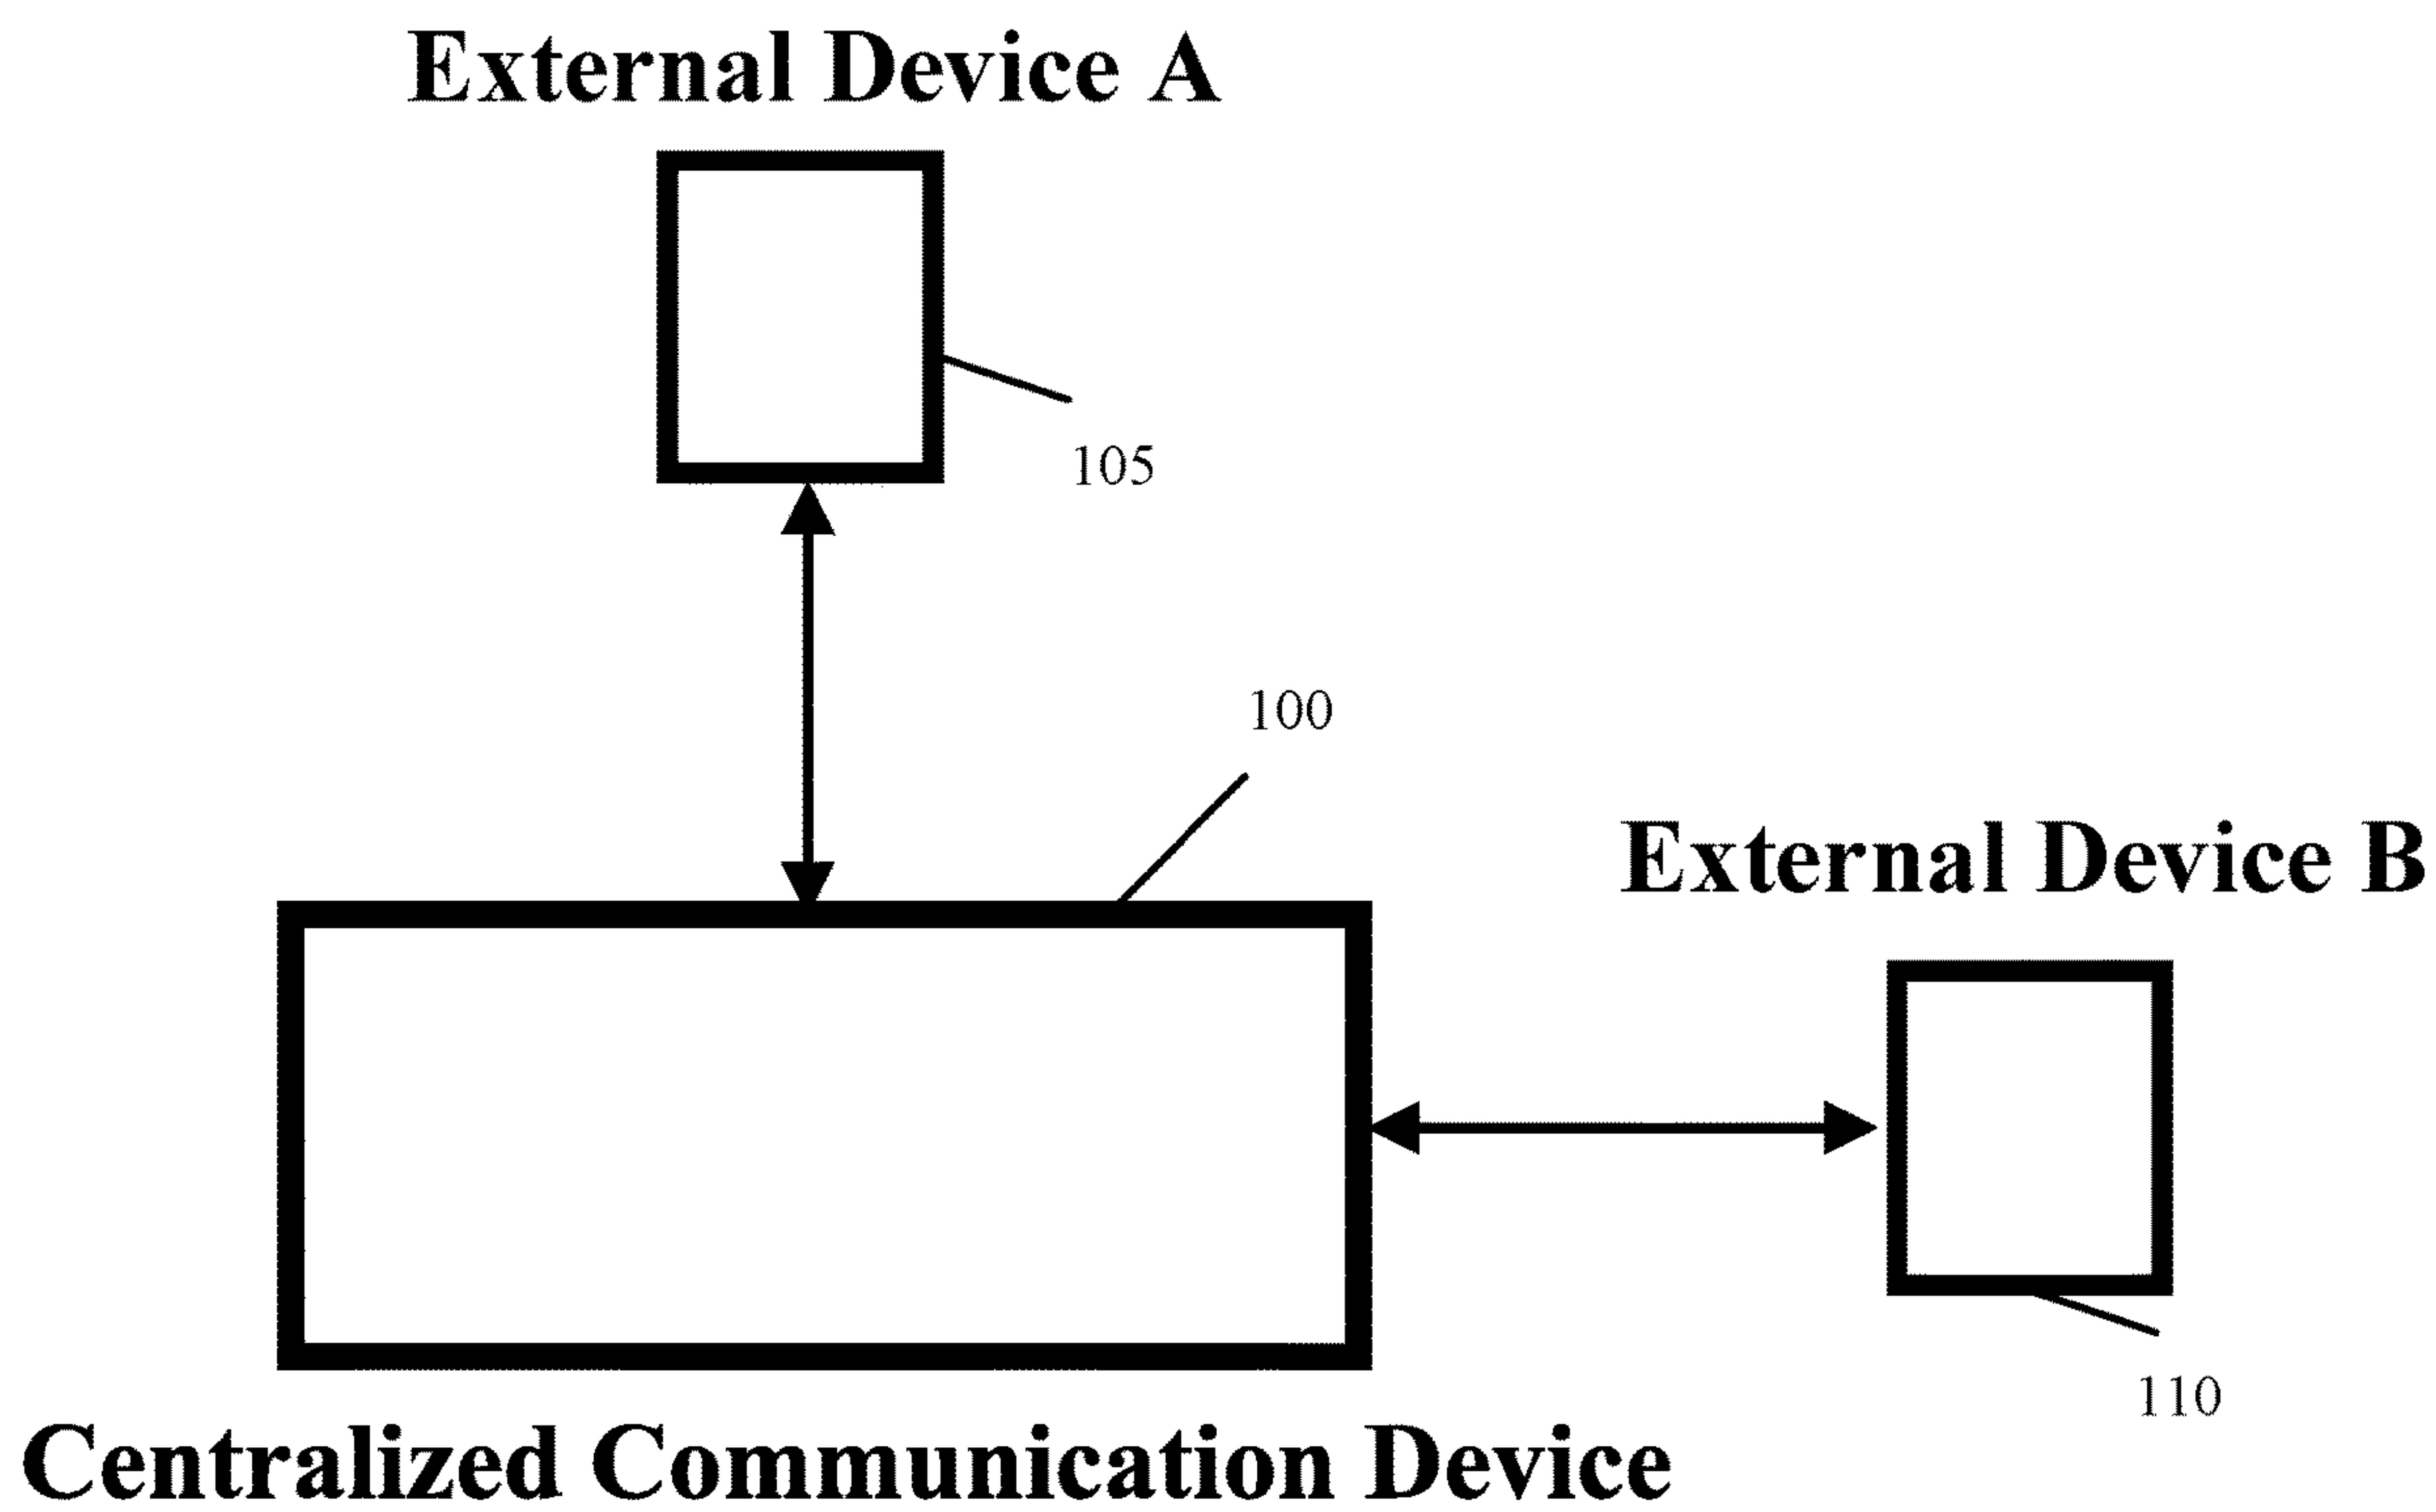 External Device A
105
100
External Device B
110
Centralized Communication Device